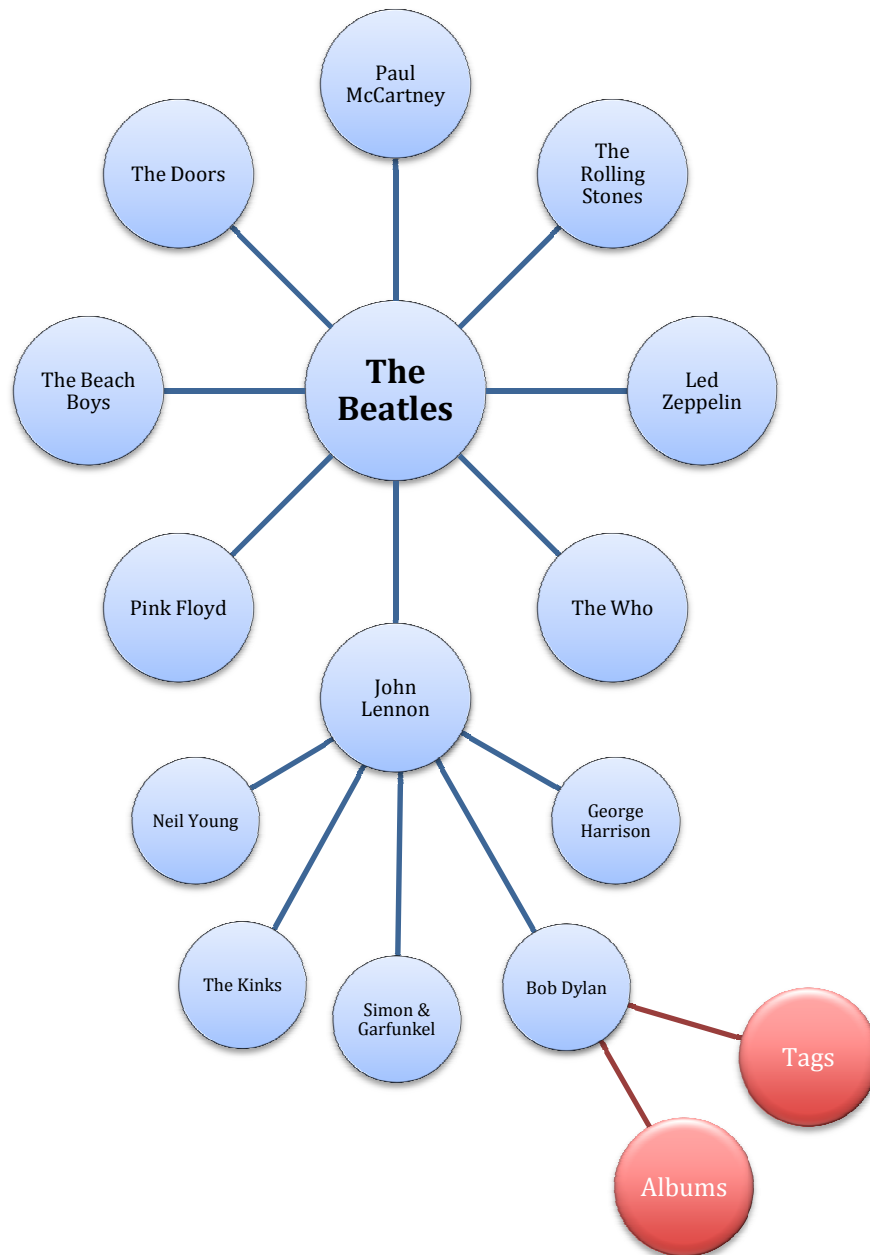 Paul
McCartney
The Doors
The
Rolling
Stones
The
Beatles
The Beach
Boys
Led
Zeppelin
Pink Floyd
The Who
John
Lennon
Neil Young
George
Harrison
The Kinks
Simon &
Garfunkel
Bob Dylan
Tags
Albums